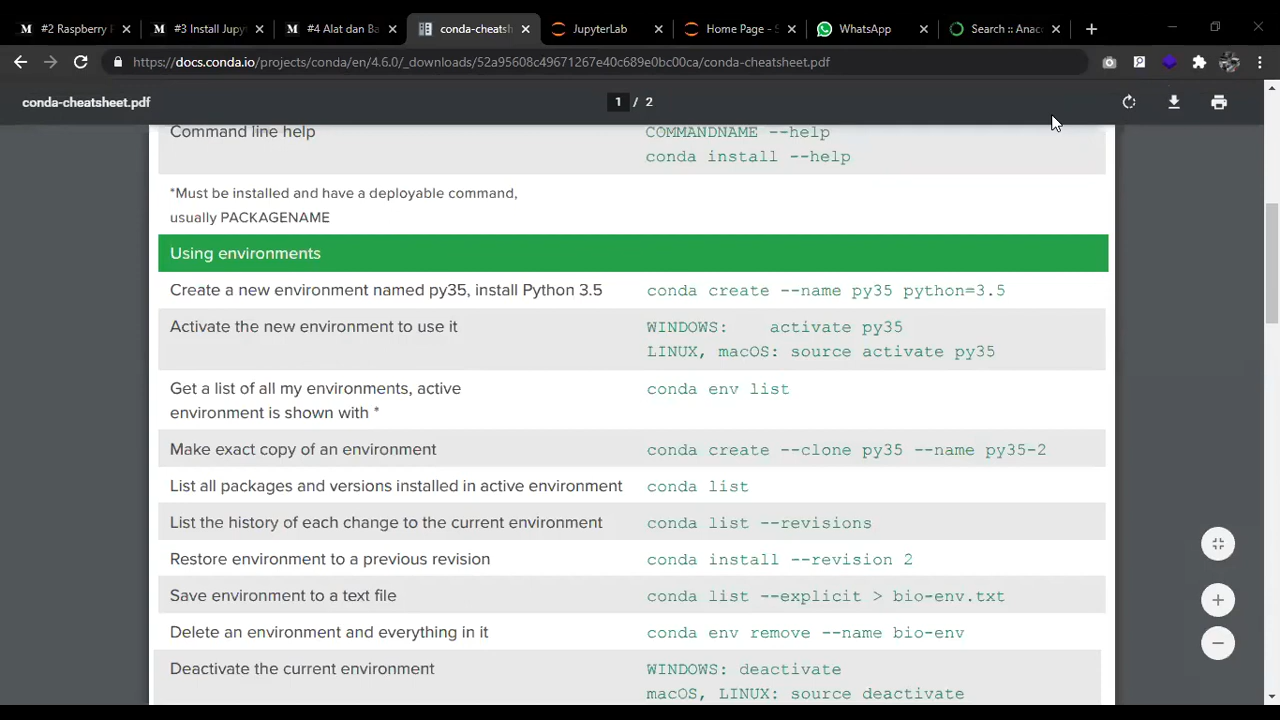 #2 Raspberry
#3 Install Jupy
#4 Alat dan Ba
conda-cheatsh
JupyterLab
Home Page - S
WhatsApp
Search :: Anac
https://docs.conda.io/projects/conda/en/4.6.0/_downloads/52a95608c49671267e40c689e0bc00ca/conda-cheatsheet.pdf
conda-cheatsheet.pdf
1 / 2
Command line help
COMMANDNAME --help
conda install --help
*Must be installed and have a deployable command,
usually PACKAGENAME
Using environments
Create a new environment named py35, install Python 3.5
conda create --name py35 python=3.5
Activate the new environment to use it
WINDOWS: activate py35
LINUX, macOS: source activate py35
Get a list of all my environments, active
environment is shown with *
conda env list
Make exact copy of an environment
conda create --clone py35 --name py35-2
List all packages and versions installed in active environment
conda list
List the history of each change to the current environment
conda list --revisions
Restore environment to a previous revision
conda install --revision 2
Save environment to a text file
conda list --explicit > bio-env.txt
Delete an environment and everything in it
conda env remove --name bio-env
Deactivate the current environment
WINDOWS: deactivate
macOS, LINUX: source deactivate